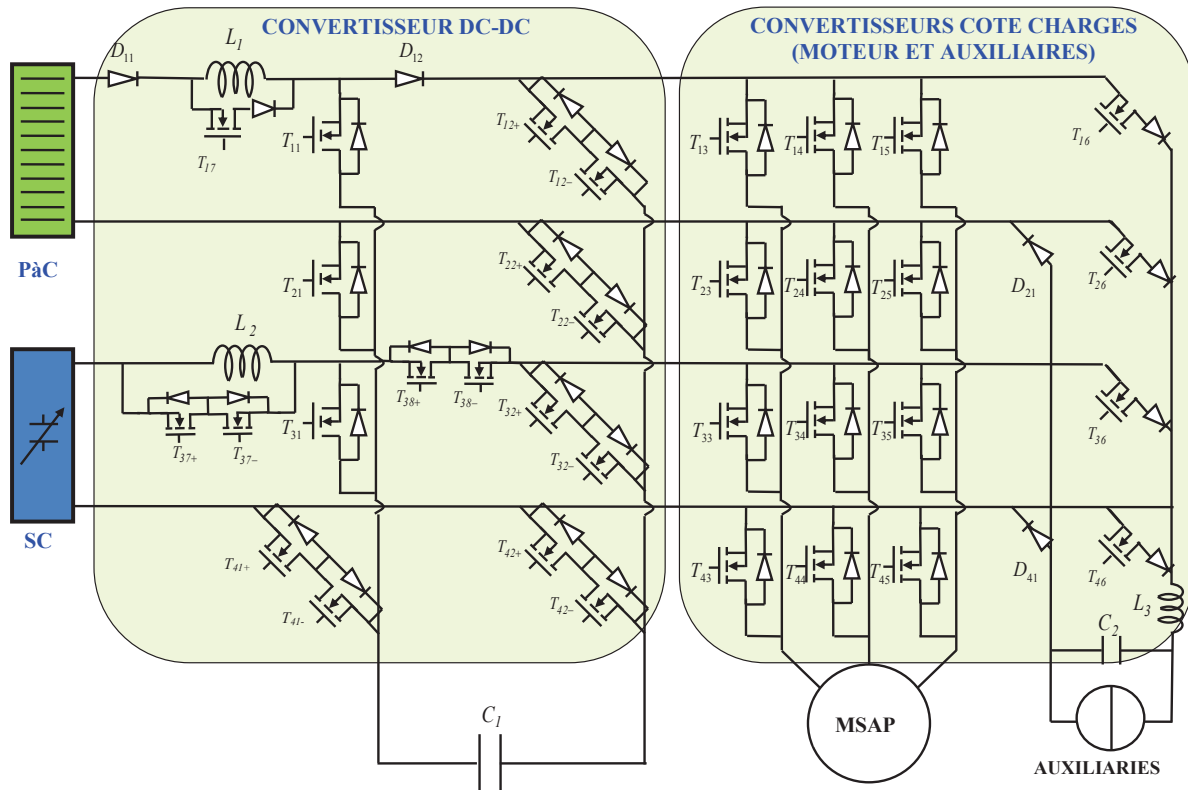 CONVERTISSEUR DC-DC
CONVERTISSEURS COTE CHARGES
(MOTEUR ET AUXILIAIRES)
D11
L1
D12
T17
T11
T12+
T12–
T13
T14
T15
T16
PàC
T21
T22+
T22–
T23
T24
T25
D21
T26
L2
T37+
T37–
T31
T38+
T38–
T32+
T32–
T33
T34
T35
T36
SC
T41+
T41-
T42+
T42–
T43
T44
T45
D41
T46
L3
C2
C1
MSAP
AUXILIARIES